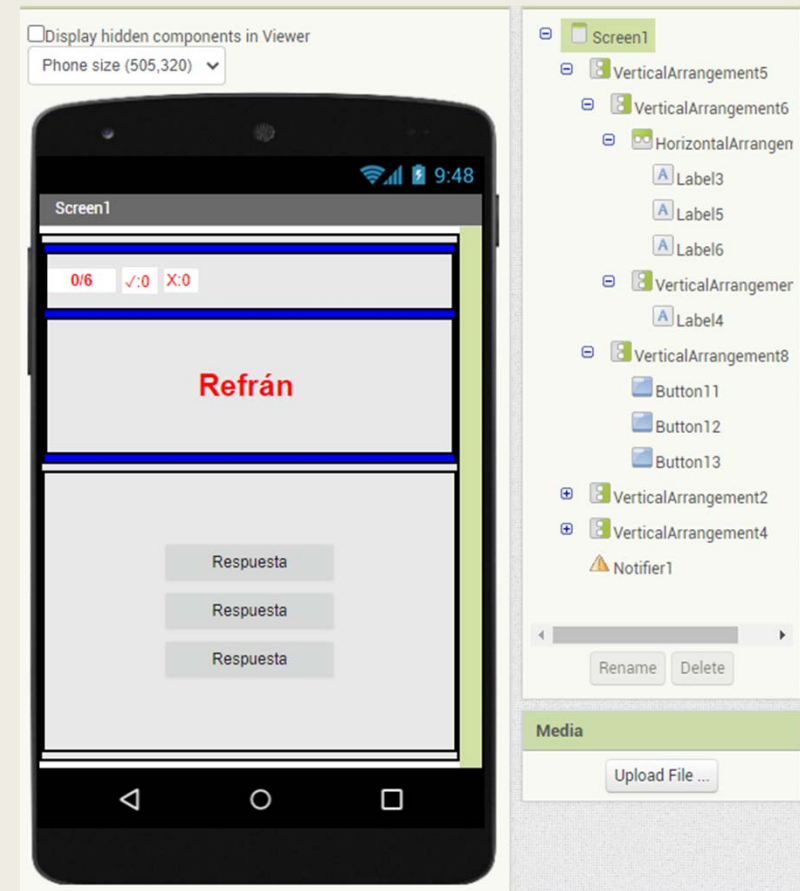 Display hidden components in Viewer
Phone size (505,320)
9:48
Screen1
0/6 ✓:0 X:0
Refrán
Respuesta
Respuesta
Respuesta
Screen1
VerticalArrangement5
VerticalArrangement6
HorizontalArrangem
A Label3
A Label5
A Label6
VerticalArrangemer
A Label4
VerticalArrangement8
Button11
Button12
Button13
VerticalArrangement2
VerticalArrangement4
Notifier1
Rename Delete
Media
Upload File ...